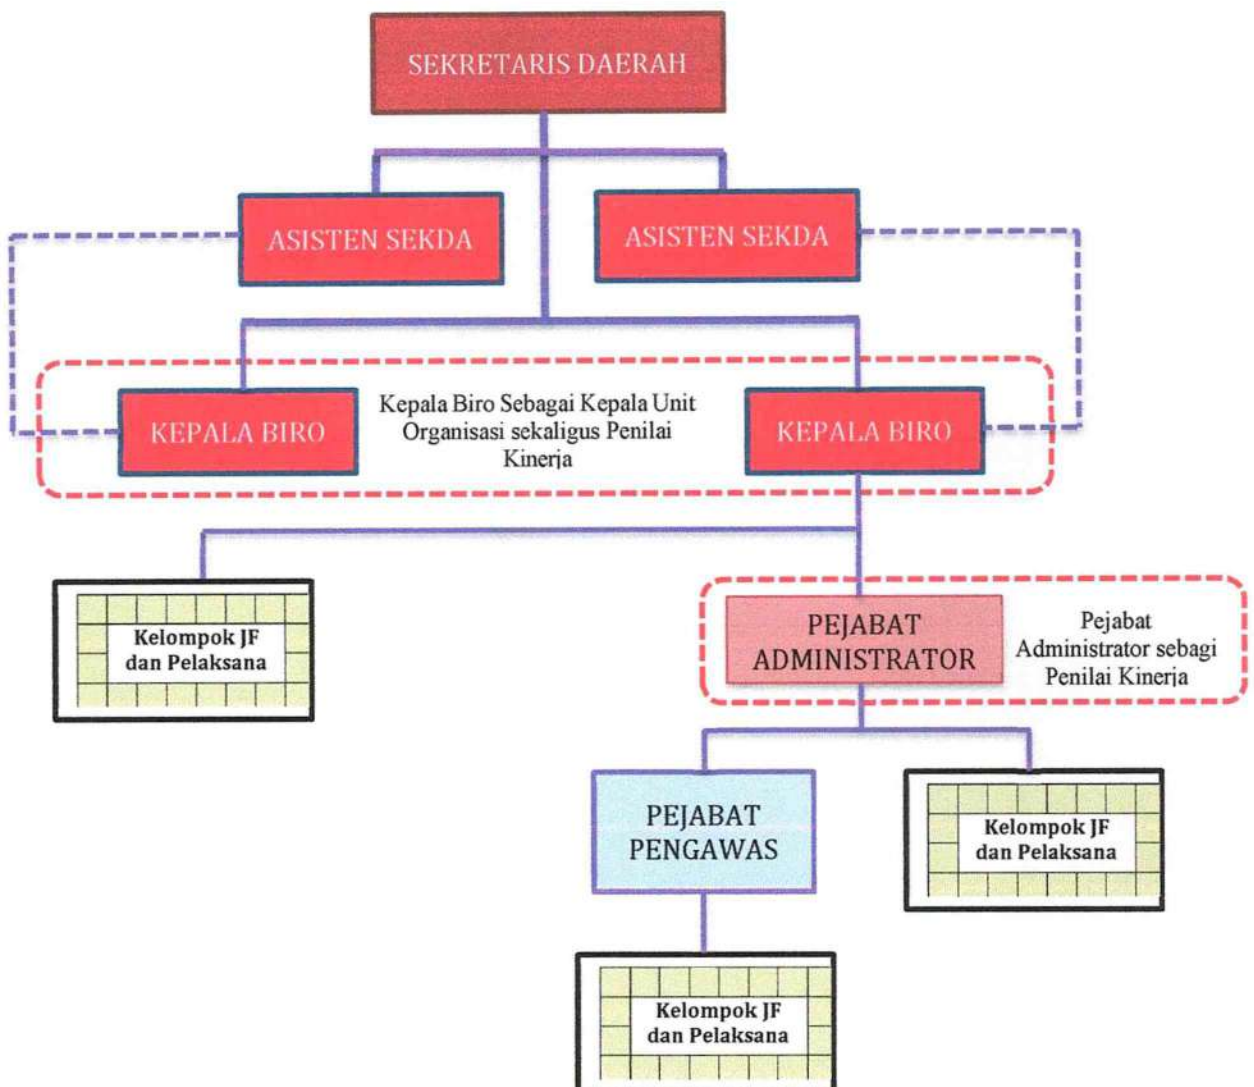 SEKRETARIS DAERAH
ASISTEN SEKDA
ASISTEN SEKDA
KEPALA BIRO
Kepala Biro Sebagai Kepala Unit
Organisasi sekaligus Penilai
Kinerja
KEPALA BIRO
Kelompok JF
dan Pelaksana
PEJABAT
ADMINISTRATOR
Pejabat
Administrator sebagi
Penilai Kinerja
PEJABAT
PENGAWAS
Kelompok JF
dan Pelaksana
Kelompok JF
dan Pelaksana